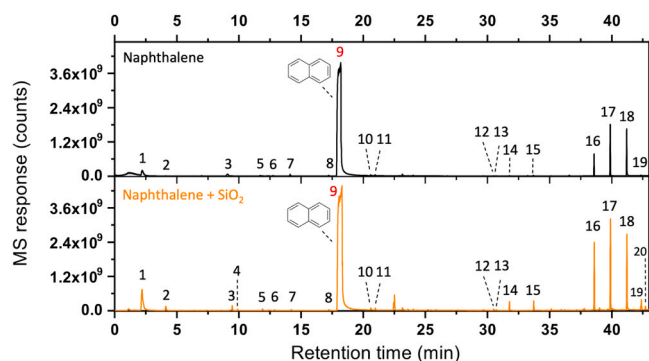 0 5 10 15 20 25 30 35 40
Naphthalene
3.6x10⁹
2.4x10⁹
1.2x10⁹
0.0
1 2 3 5 6 7 8 9 10 11 12 13 14 15 16 17 18 19
MS response (counts)
Naphthalene + SiO₂
3.6x10⁹
2.4x10⁹
1.2x10⁹
0.0
1 2 3 4 5 6 7 8 9 10 11 12 13 14 15 16 17 18 19 20
0 5 10 15 20 25 30 35 40
Retention time (min)